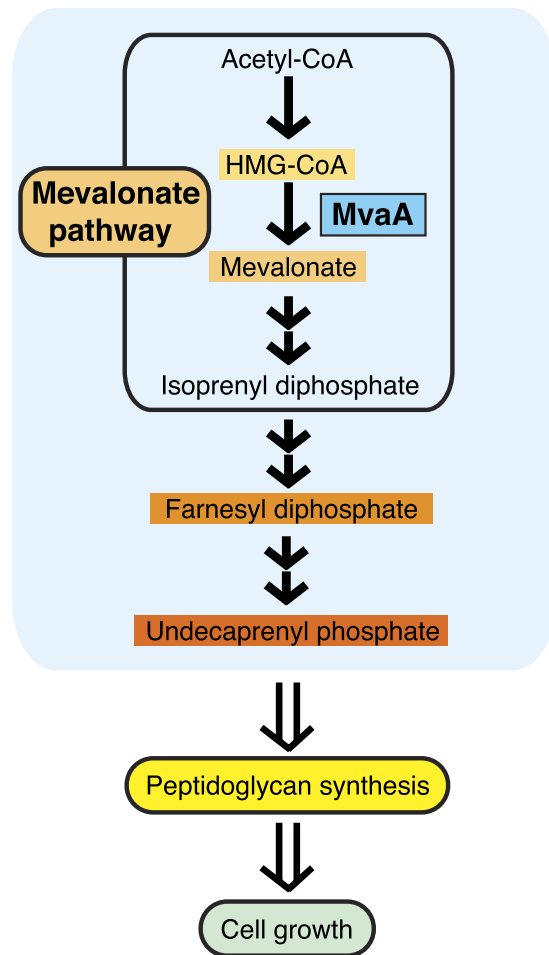 Acetyl-CoA
HMG-CoA
Mevalonate
pathway
MvaA
Mevalonate
Isoprenyl diphosphate
Farnesyl diphosphate
Undecaprenyl phosphate
Peptidoglycan synthesis
Cell growth